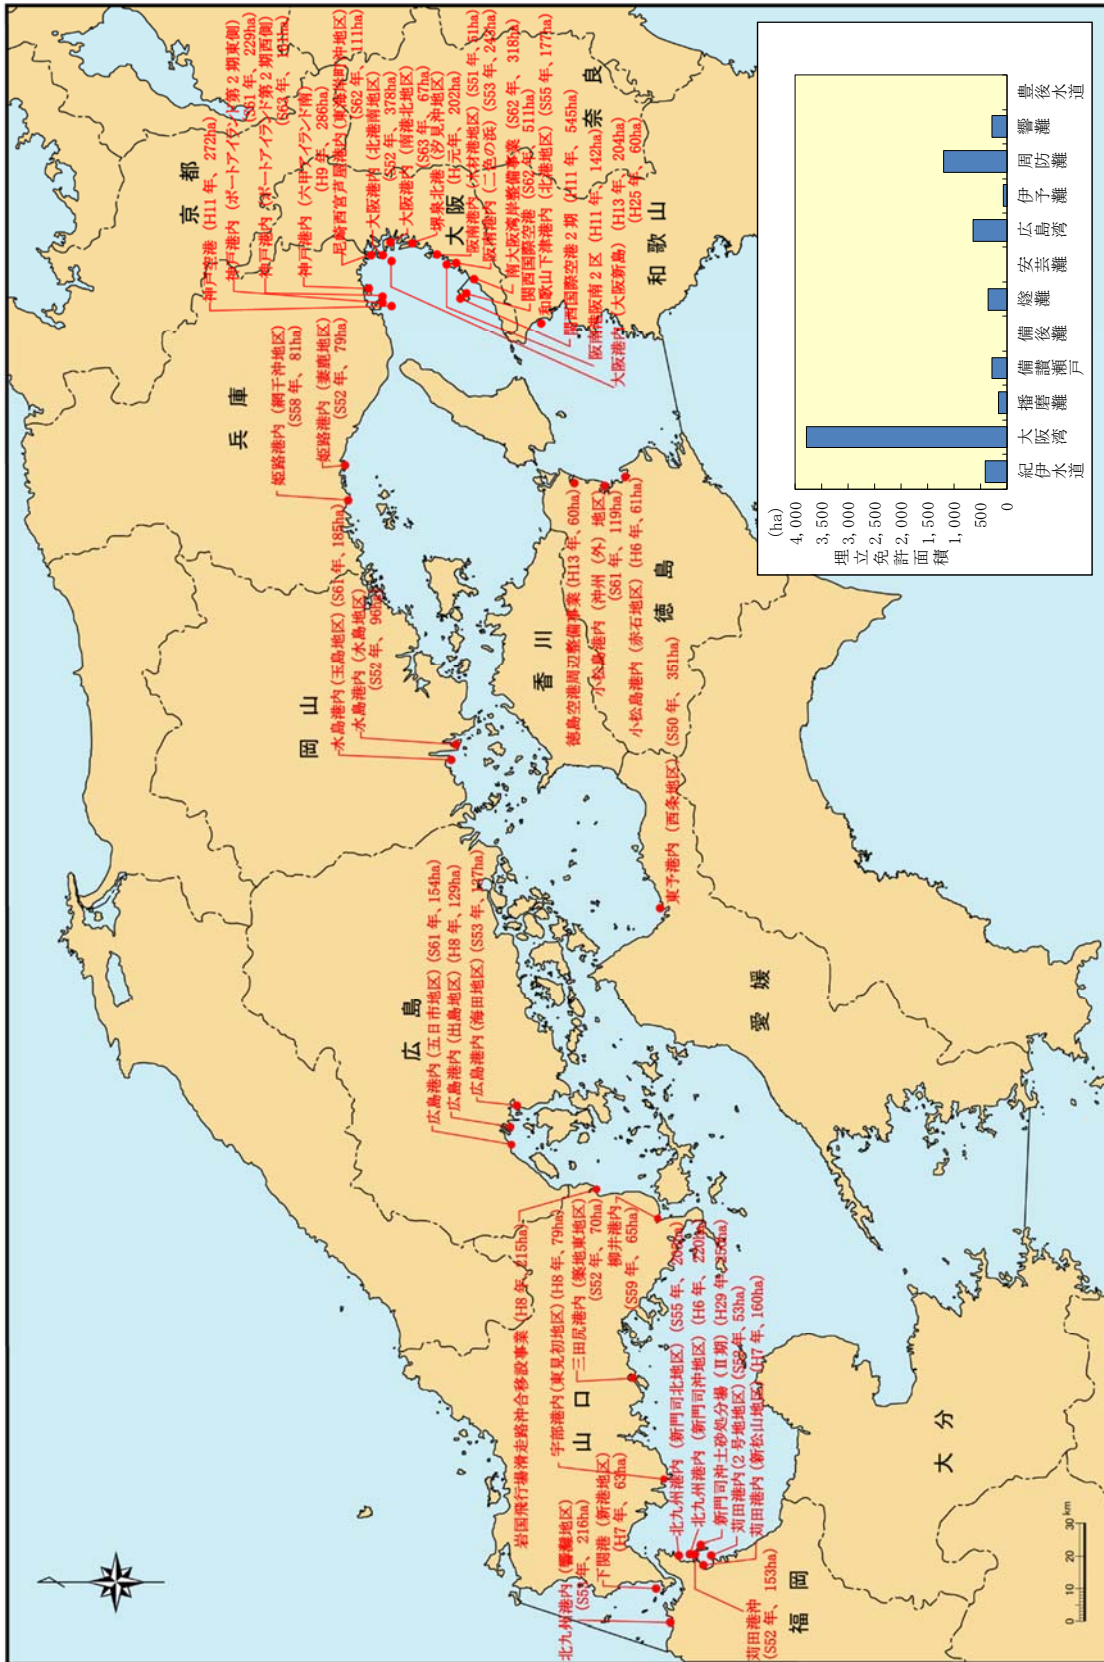 京都
兵庫
岡山
広島
山口
福岡
大分
愛媛
香川
徳島
大阪
奈良
和歌山
神戸空港 (H11年、272ha)
神戸港内 (ポートアイランド第2期東側)
(S61年、229ha)
神戸港内 (ポートアイランド第2期西側)
神戸港内 (六甲アイランド南)
(H9年、286ha)
尼崎西宮芦屋港内 (東海岸町沖地区)
(S62年、111ha)
大阪港内 (北港南地区)
(S52年、378ha)
大阪港内 (南港北地区)
(S63年、67ha)
堺泉北港 (汐見沖地区)
(H元年、202ha)
阪南港内 (木材港地区) (S51年、51ha)
阪南港内 (二色の浜) (S53年、243ha)
南大阪湾岸整備事業 (S62年、318ha)
関西国際空港 (S62年、511ha)
和歌山下津港内 (北港地区) (S55年、177ha)
関西国際空港2期 (H11年、545ha)
阪南港阪南2区 (H11年、142ha)
大阪港内 (大阪新島) (H13年、204ha)
(H25年、60ha)
姫路港内 (網干沖地区)
(S58年、81ha)
姫路港内 (妻鹿地区)
(S52年、79ha)
水島港内 (玉島地区) (S61年、185ha)
水島港内 (水島地区)
(S52年、96ha)
徳島空港周辺整備事業 (H13年、60ha)
小松島港内 (沖州 (外) 地区)
(S61年、119ha)
小松島港内 (赤石地区) (H6年、61ha)
東予港内 (西条地区) (S50年、351ha)
広島港内 (五日市地区) (S61年、154ha)
広島港内 (出島地区) (H8年、129ha)
広島港内 (海田地区) (S53年、137ha)
岩国飛行場滑走路沖合移設事業 (H8年、215ha)
宇部港内 (東見初地区) (H8年、79ha)
三田尻港内 (築地東地区)
(S52年、70ha)
柳井港内
(S59年、65ha)
北九州港内 (響灘地区)
下関港 (新港地区)
(H7年、63ha)
北九州港内 (新門司北地区)
北九州港内 (新門司沖地区) (H6年、220ha)
新門司沖土砂処分場 (Ⅱ期)
苅田港内 (2号地地区)
苅田港内 (新松山地区) (H7年、160ha)
苅田港沖
(S52年、153ha)
0 10 20 30 km
(ha)
4,000
3,500
3,000
2,500
2,000
1,500
1,000
500
0
埋立免許面積
紀伊水道
大阪湾
播磨灘
備讃瀬戸
備後灘
燧灘
安芸灘
広島湾
伊予灘
周防灘
響灘
豊後水道